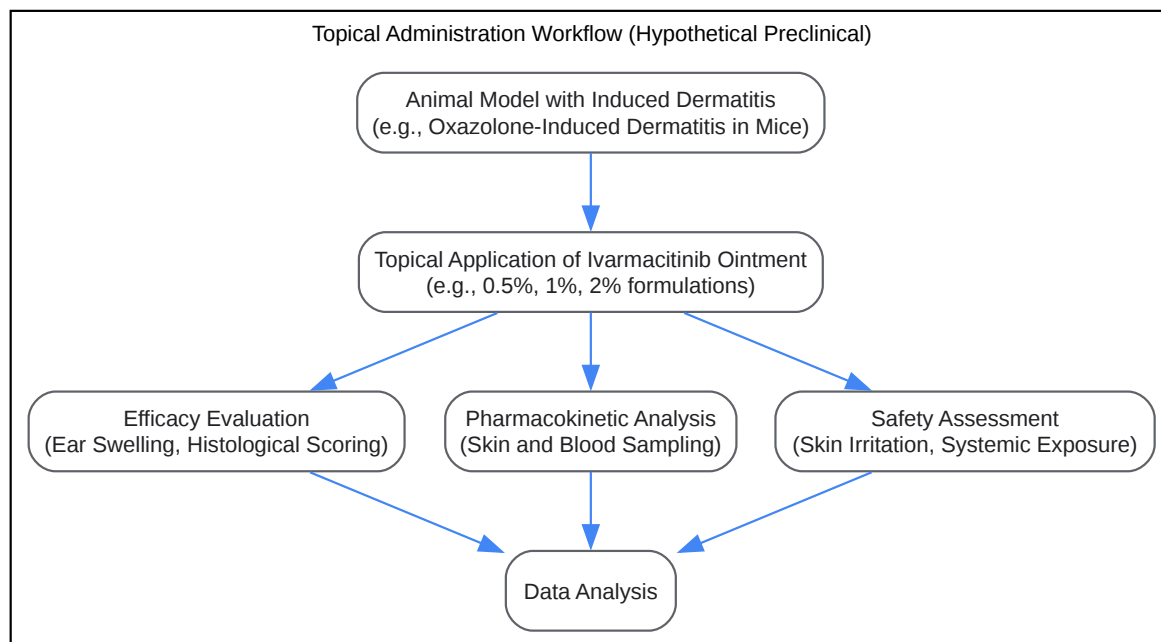 Topical Administration Workflow (Hypothetical Preclinical)
Animal Model with Induced Dermatitis
(e.g., Oxazolone-Induced Dermatitis in Mice)
Topical Application of Ivarmacitinib Ointment
(e.g., 0.5%, 1%, 2% formulations)
Efficacy Evaluation
(Ear Swelling, Histological Scoring)
Pharmacokinetic Analysis
(Skin and Blood Sampling)
Safety Assessment
(Skin Irritation, Systemic Exposure)
Data Analysis